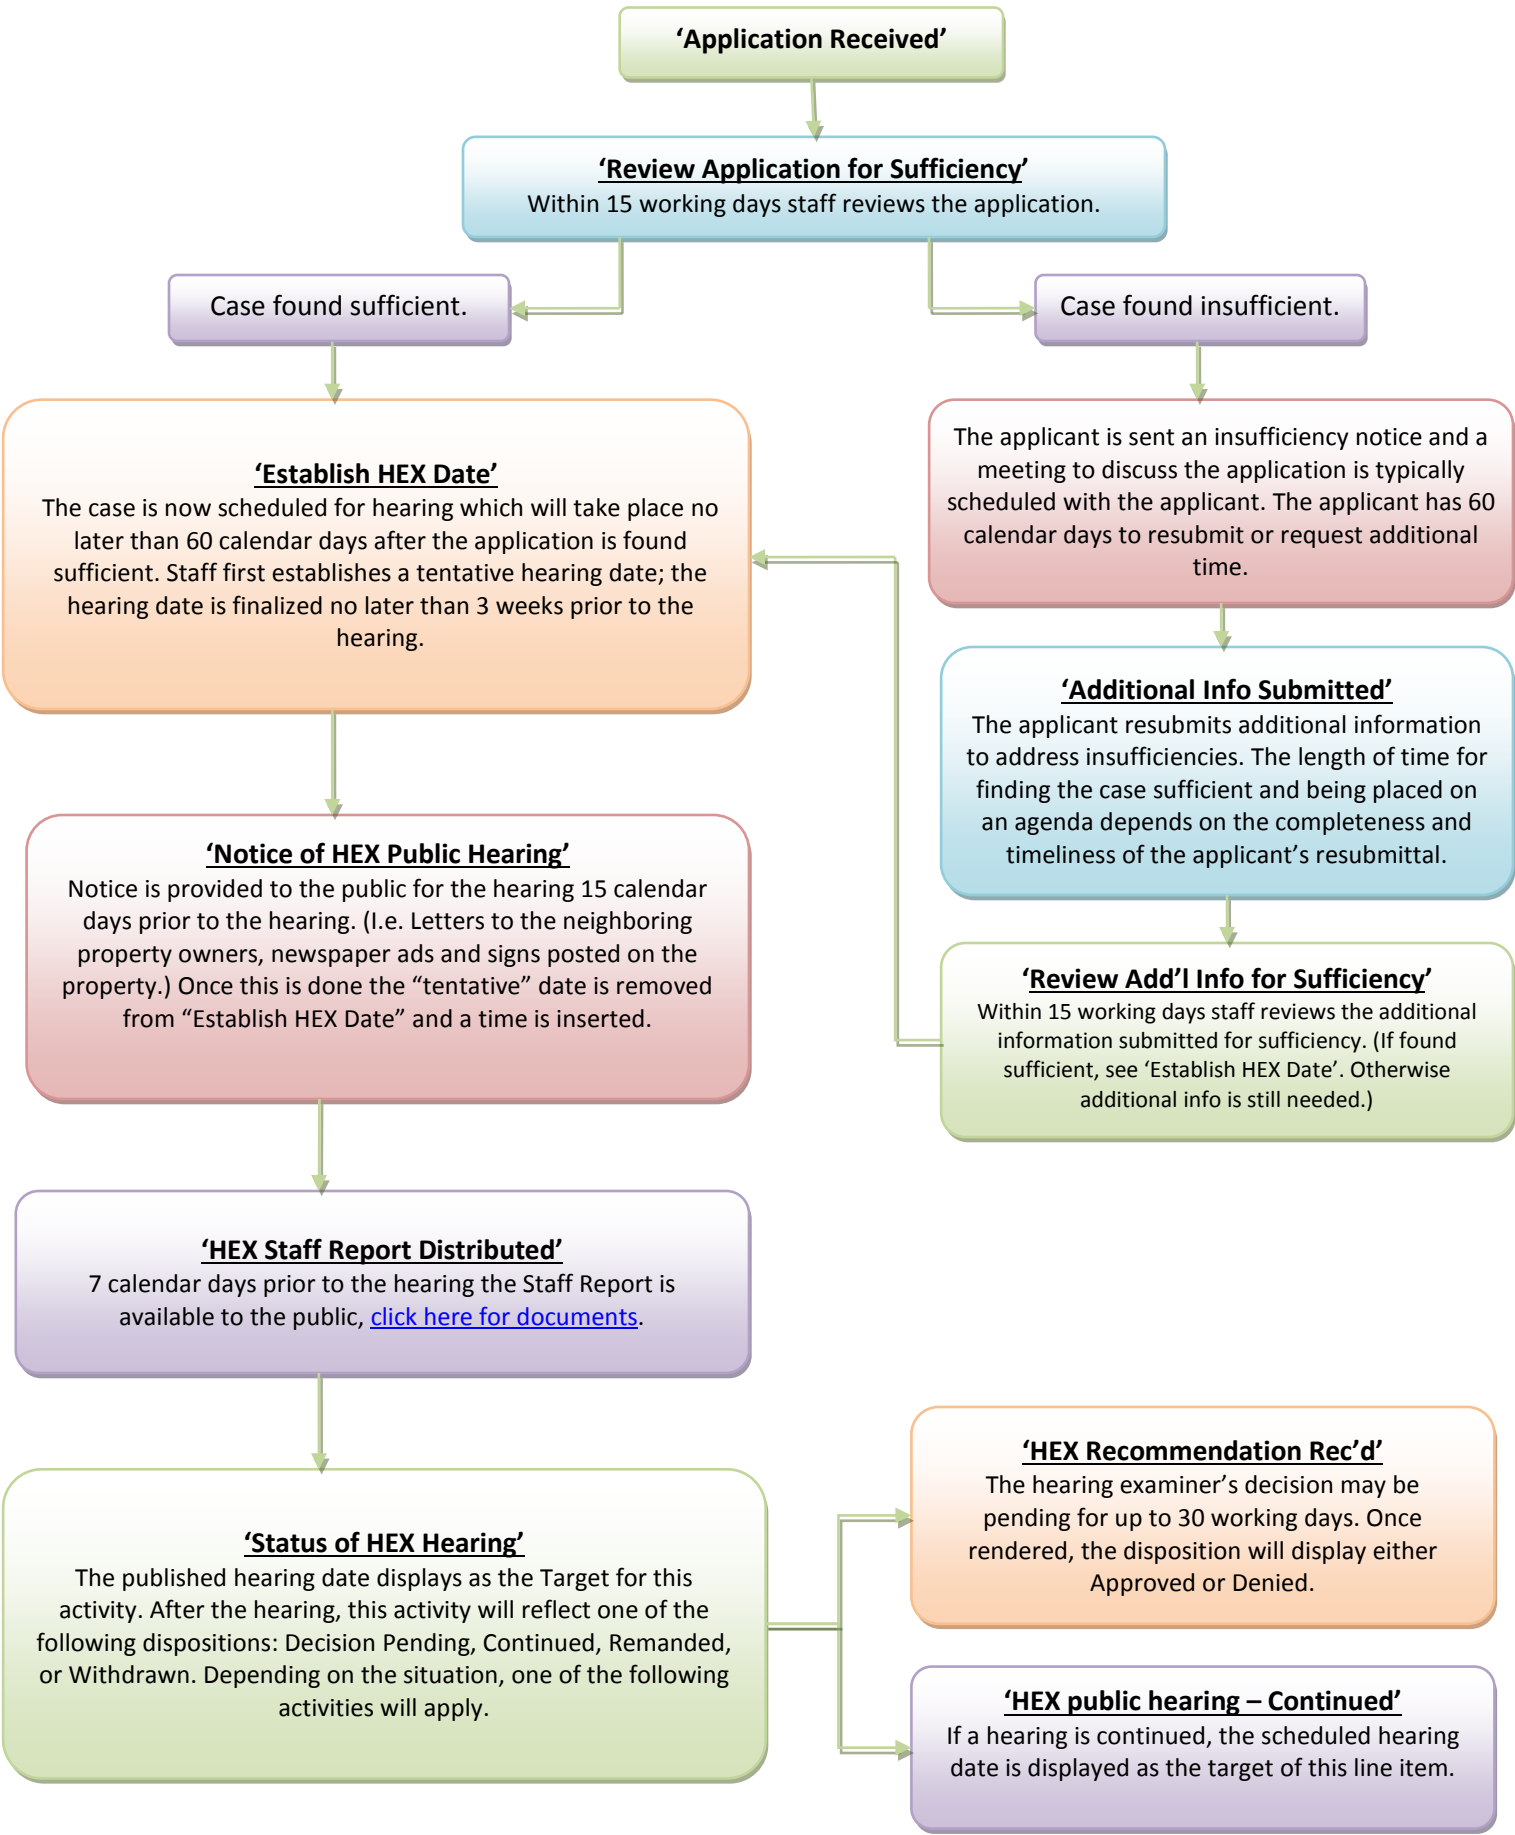 ‘Application Received’
‘Review Application for Sufficiency’
Within 15 working days staff reviews the application.
Case found sufficient.
Case found insufficient.
‘Establish HEX Date’
The case is now scheduled for hearing which will take place no
later than 60 calendar days after the application is found
sufficient. Staff first establishes a tentative hearing date; the
hearing date is finalized no later than 3 weeks prior to the
hearing.
The applicant is sent an insufficiency notice and a
meeting to discuss the application is typically
scheduled with the applicant. The applicant has 60
calendar days to resubmit or request additional
time.
‘Additional Info Submitted’
The applicant resubmits additional information
to address insufficiencies. The length of time for
finding the case sufficient and being placed on
an agenda depends on the completeness and
timeliness of the applicant’s resubmittal.
‘Notice of HEX Public Hearing’
Notice is provided to the public for the hearing 15 calendar
days prior to the hearing. (I.e. Letters to the neighboring
property owners, newspaper ads and signs posted on the
property.) Once this is done the “tentative” date is removed
from “Establish HEX Date” and a time is inserted.
‘Review Add’l Info for Sufficiency’
Within 15 working days staff reviews the additional
information submitted for sufficiency. (If found
sufficient, see ‘Establish HEX Date’. Otherwise
additional info is still needed.)
‘HEX Staff Report Distributed’
7 calendar days prior to the hearing the Staff Report is
available to the public, click here for documents.
‘Status of HEX Hearing’
The published hearing date displays as the Target for this
activity. After the hearing, this activity will reflect one of the
following dispositions: Decision Pending, Continued, Remanded,
or Withdrawn. Depending on the situation, one of the following
activities will apply.
‘HEX Recommendation Rec’d’
The hearing examiner’s decision may be
pending for up to 30 working days. Once
rendered, the disposition will display either
Approved or Denied.
‘HEX public hearing – Continued’
If a hearing is continued, the scheduled hearing
date is displayed as the target of this line item.